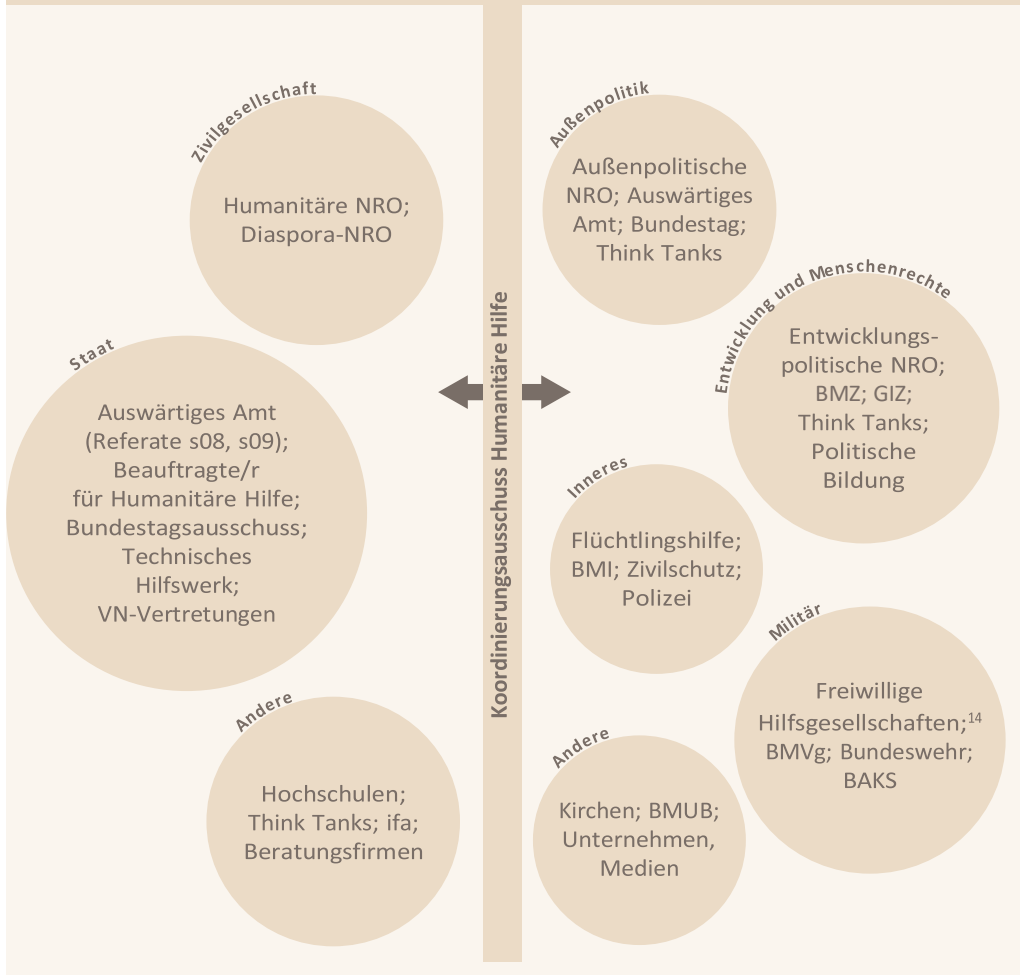 Zivilgesellschaft
Humanitäre NRO;
Diaspora-NRO
Staat
Auswärtiges Amt
(Referate s08, s09);
Beauftragte/r
für Humanitäre Hilfe;
Bundestagsausschuss;
Technisches
Hilfswerk;
VN-Vertretungen
Andere
Hochschulen;
Think Tanks; ifa;
Beratungsfirmen
Koordinierungsausschuss Humanitäre Hilfe
Außenpolitik
Außenpolitische
NRO; Auswärtiges
Amt; Bundestag;
Think Tanks
Entwicklung und Menschenrechte
Entwicklungs-
politische NRO;
BMZ; GIZ;
Think Tanks;
Politische
Bildung
Inneres
Flüchtlingshilfe;
BMI; Zivilschutz;
Polizei
Militär
Freiwillige
Hilfsgesellschaften;14
BMVg; Bundeswehr;
BAKS
Andere
Kirchen; BMUB;
Unternehmen,
Medien